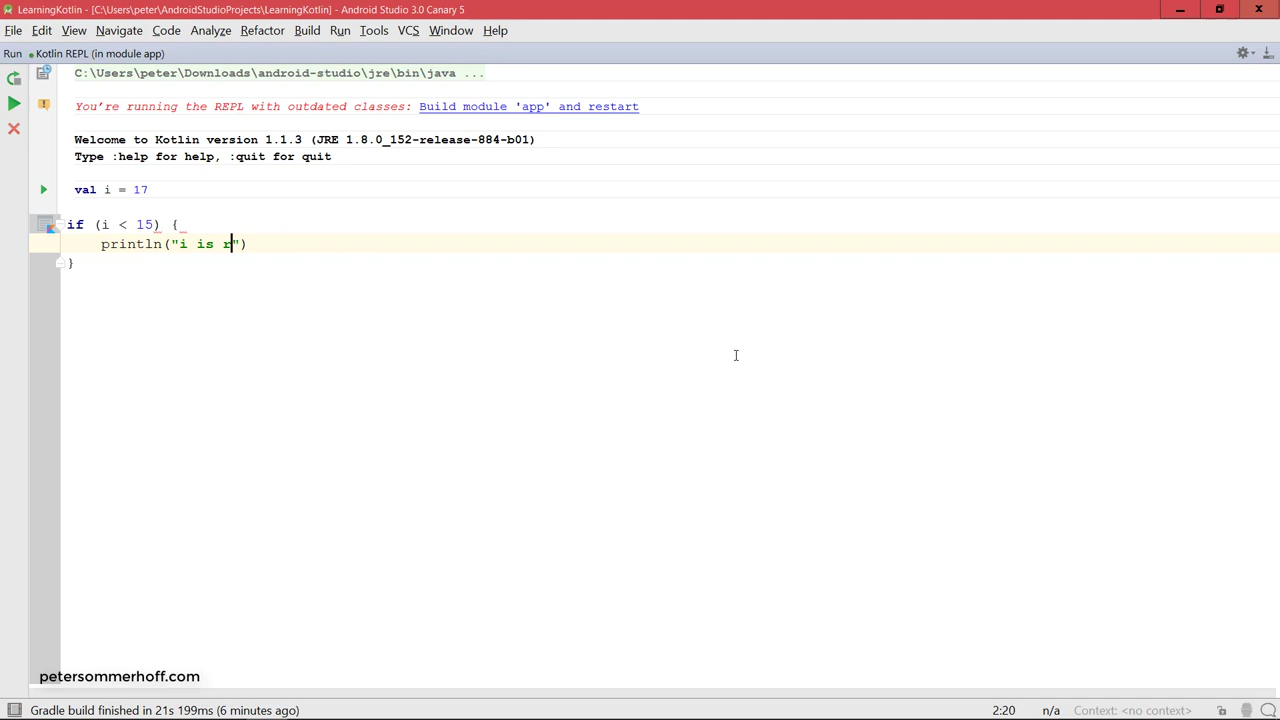 LearningKotlin - [C:\Users\peter\AndroidStudioProjects\LearningKotlin] - Android Studio 3.0 Canary 5
File Edit View Navigate Code Analyze Refactor Build Run Tools VCS Window Help
Run Kotlin REPL (in module app)
C:\Users\peter\Downloads\android-studio\jre\bin\java ...
You're running the REPL with outdated classes: Build module 'app' and restart
Welcome to Kotlin version 1.1.3 (JRE 1.8.0_152-release-884-b01)
Type :help for help, :quit for quit
val i = 17
if (i < 15) {
println("i is r")
}
petersommerhoff.com
Gradle build finished in 21s 199ms (6 minutes ago) 2:20 n/a Context: <no context>